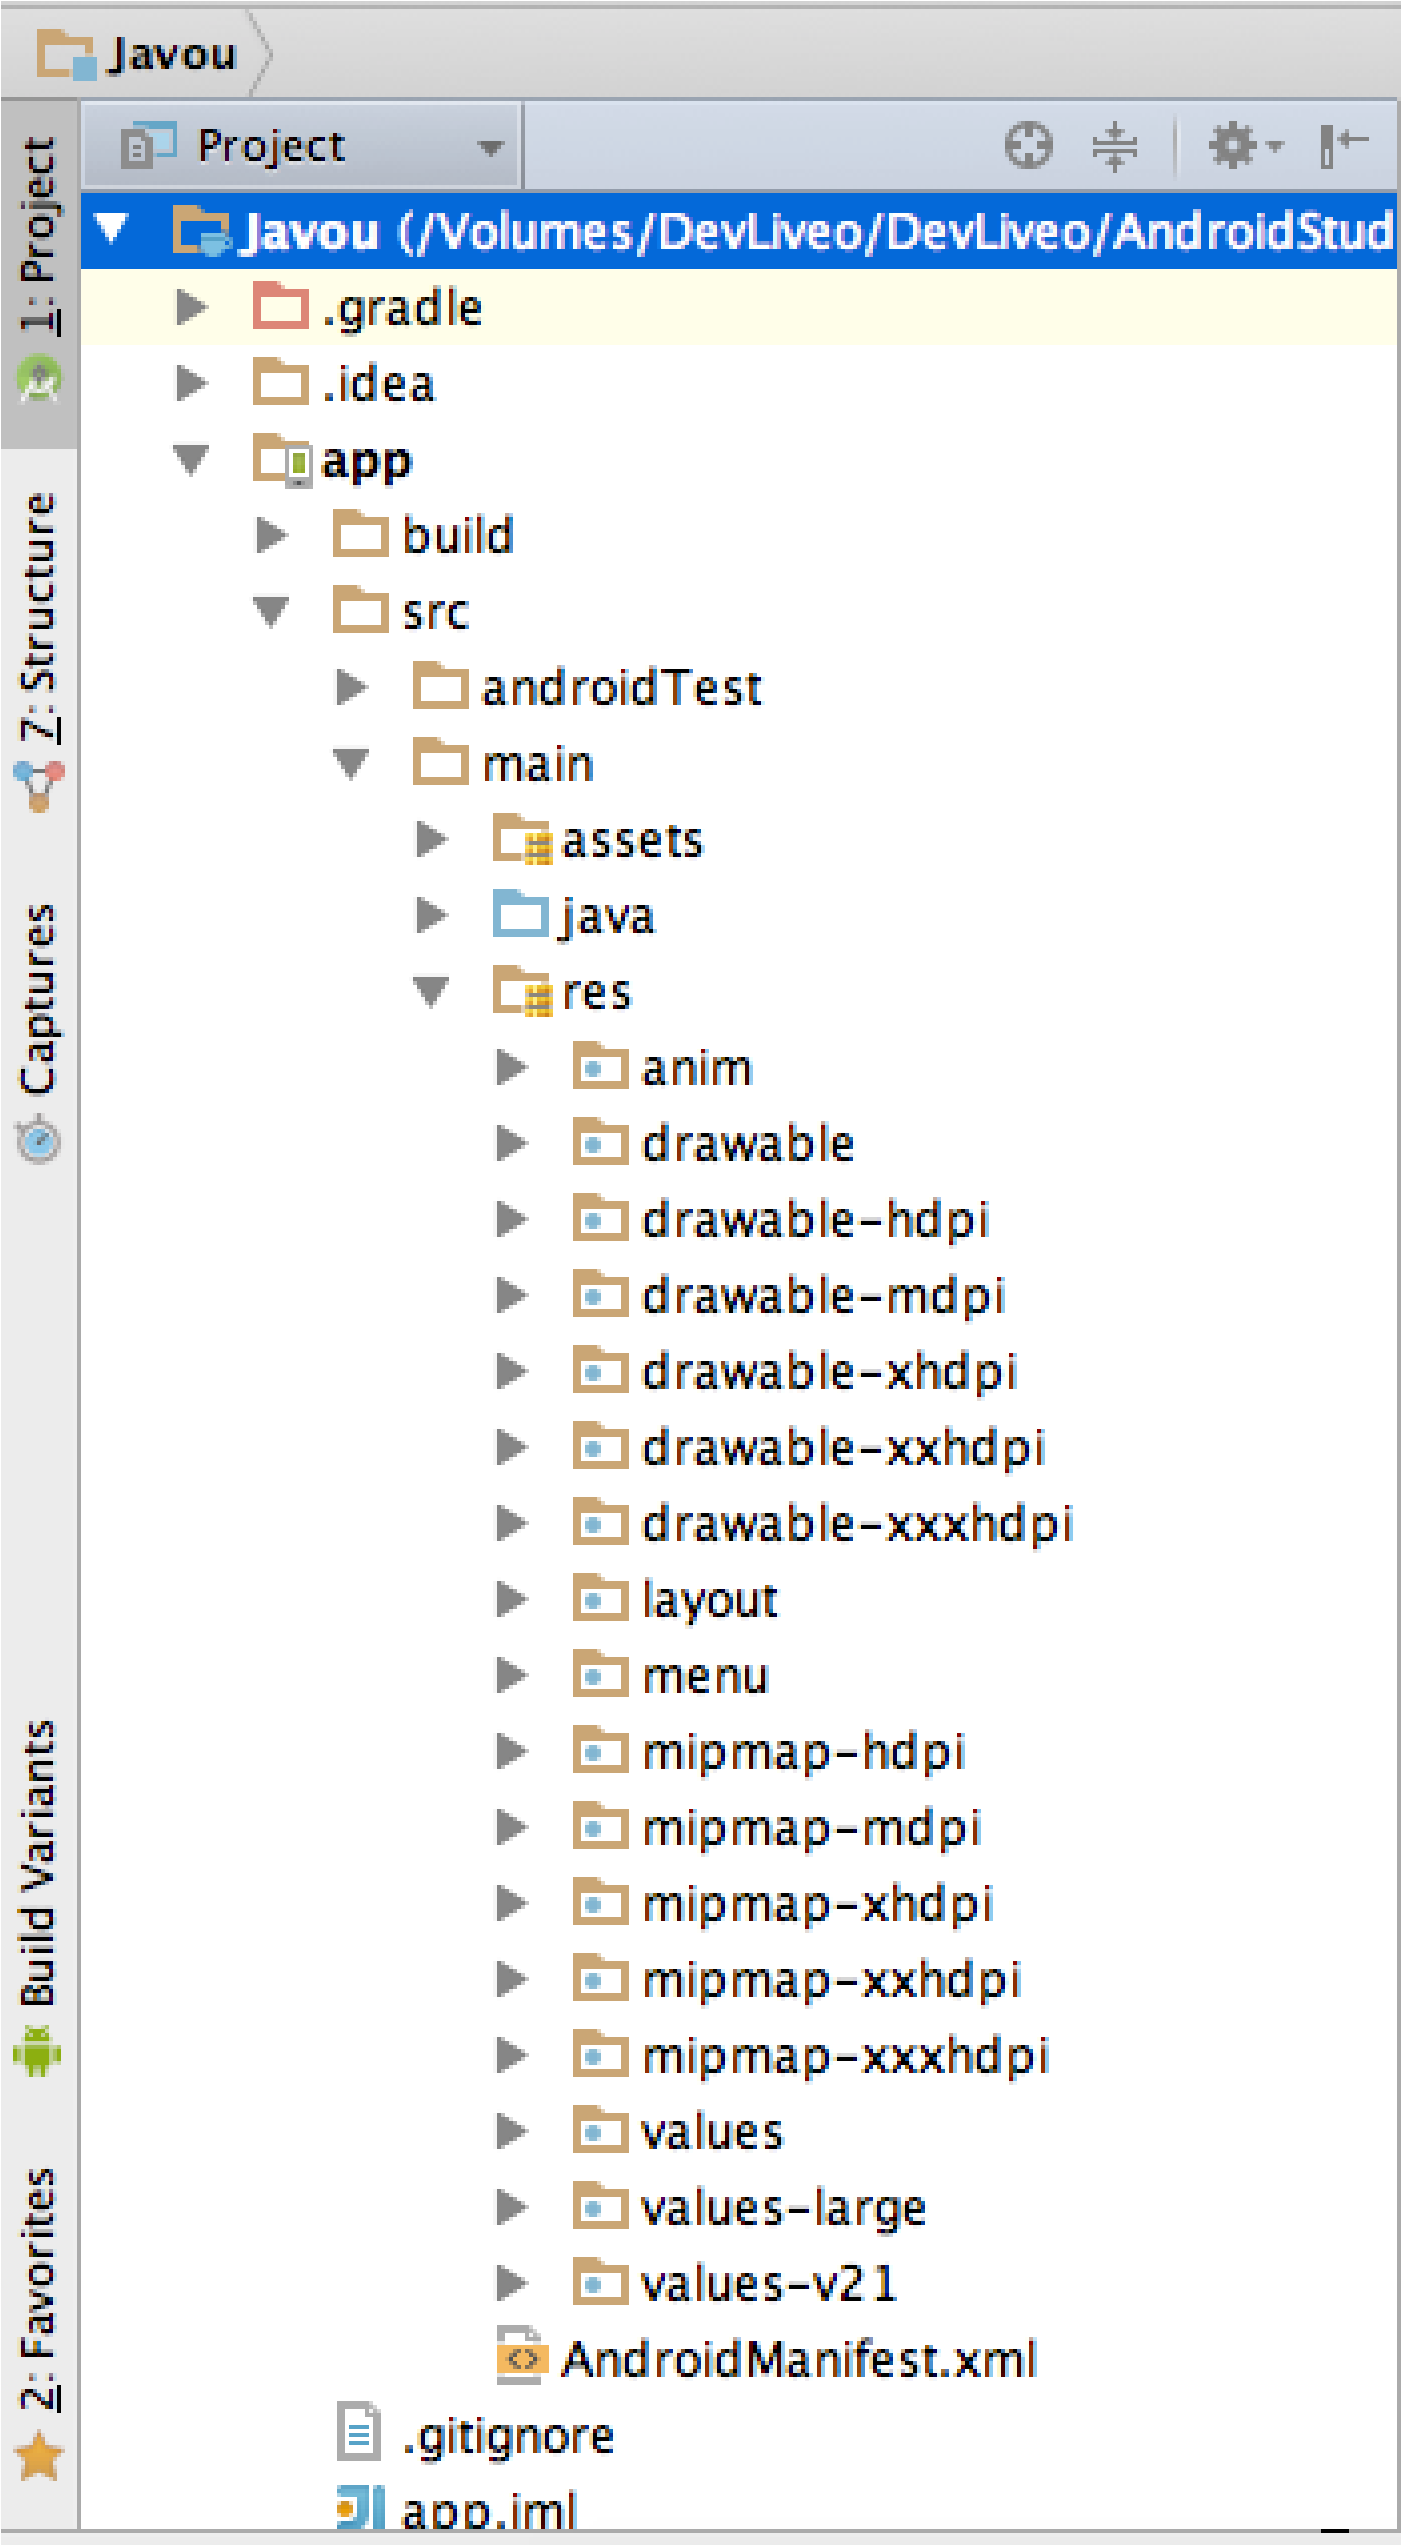 Javou
Project
Javou (/Volumes/DevLiveo/DevLiveo/AndroidStud
.gradle
.idea
app
build
src
androidTest
main
assets
java
res
anim
drawable
drawable-hdpi
drawable-mdpi
drawable-xhdpi
drawable-xxhdpi
drawable-xxxhdpi
layout
menu
mipmap-hdpi
mipmap-mdpi
mipmap-xhdpi
mipmap-xxhdpi
mipmap-xxxhdpi
values
values-large
values-v21
AndroidManifest.xml
.gitignore
app.iml
1: Project
7: Structure
Captures
Build Variants
2: Favorites